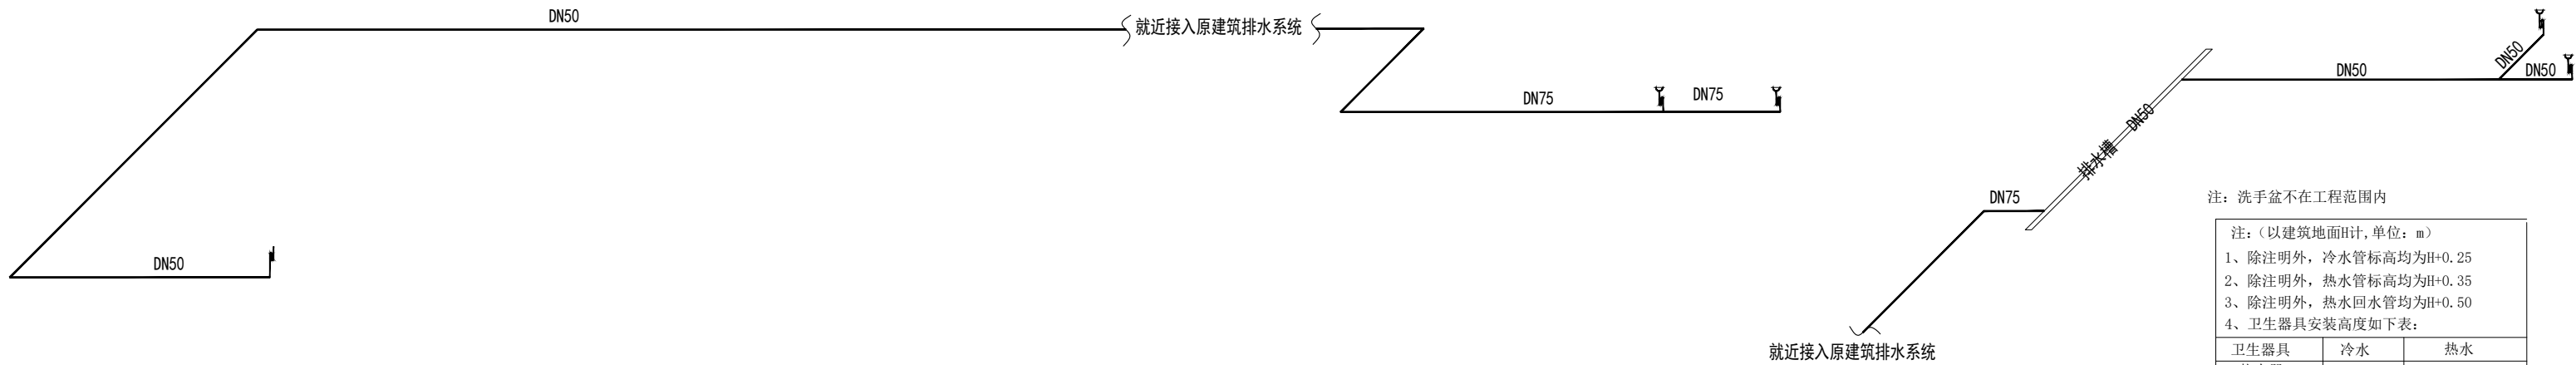 DN50
就近接入原建筑排水系统
DN75
DN75
DN50
DN50
DN50
DN50
DN50
排水槽
DN75
就近接入原建筑排水系统
注：洗手盆不在工程范围内
注：（以建筑地面H计,单位：m）
1、除注明外，冷水管标高均为H+0.25
2、除注明外，热水管标高均为H+0.35
3、除注明外，热水回水管均为H+0.50
4、卫生器具安装高度如下表：
卫生器具 冷水 热水